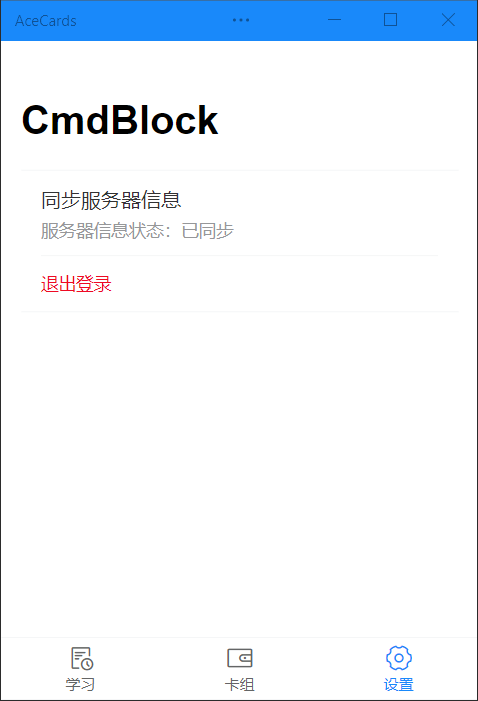 AceCards
CmdBlock
同步服务器信息
服务器信息状态：已同步
退出登录
学习
卡组
设置